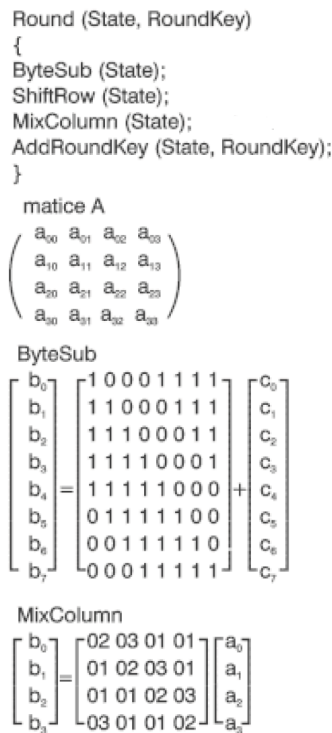 Round (State, RoundKey)
{
ByteSub (State);
ShiftRow (State);
MixColumn (State);
AddRoundKey (State, RoundKey);
}
matice A
a₀₀ a₀₁ a₀₂ a₀₃
a₁₀ a₁₁ a₁₂ a₁₃
a₂₀ a₂₁ a₂₂ a₂₃
a₃₀ a₃₁ a₃₂ a₃₃
ByteSub
b₀ 1 0 0 0 1 1 1 1 c₀
b₁ 1 1 0 0 0 1 1 1 c₁
b₂ 1 1 1 0 0 0 1 1 c₂
b₃ 1 1 1 1 0 0 0 1 c₃
b₄ = 1 1 1 1 1 0 0 0 + c₄
b₅ 0 1 1 1 1 1 0 0 c₅
b₆ 0 0 1 1 1 1 1 0 c₆
b₇ 0 0 0 1 1 1 1 1 c₇
MixColumn
b₀ 02 03 01 01 a₀
b₁ = 01 02 03 01 a₁
b₂ 01 01 02 03 a₂
b₃ 03 01 01 02 a₃